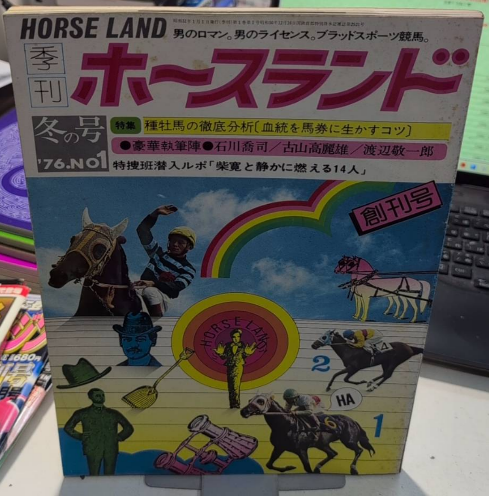 HORSE LAND
男のロマン。男のライセンス。ブラッドスポーツ競馬。
季刊
ホースランド
冬の号
'76.NO1
特集 種牡馬の徹底分析〔血統を馬券に生かすコツ〕
●豪華執筆陣●石川喬司/古山高麗雄/渡辺敬一郎
特捜班潜入ルポ「柴寛と静かに燃える14人」
創刊号
HORSE LAND
2
HA
1
680円
号